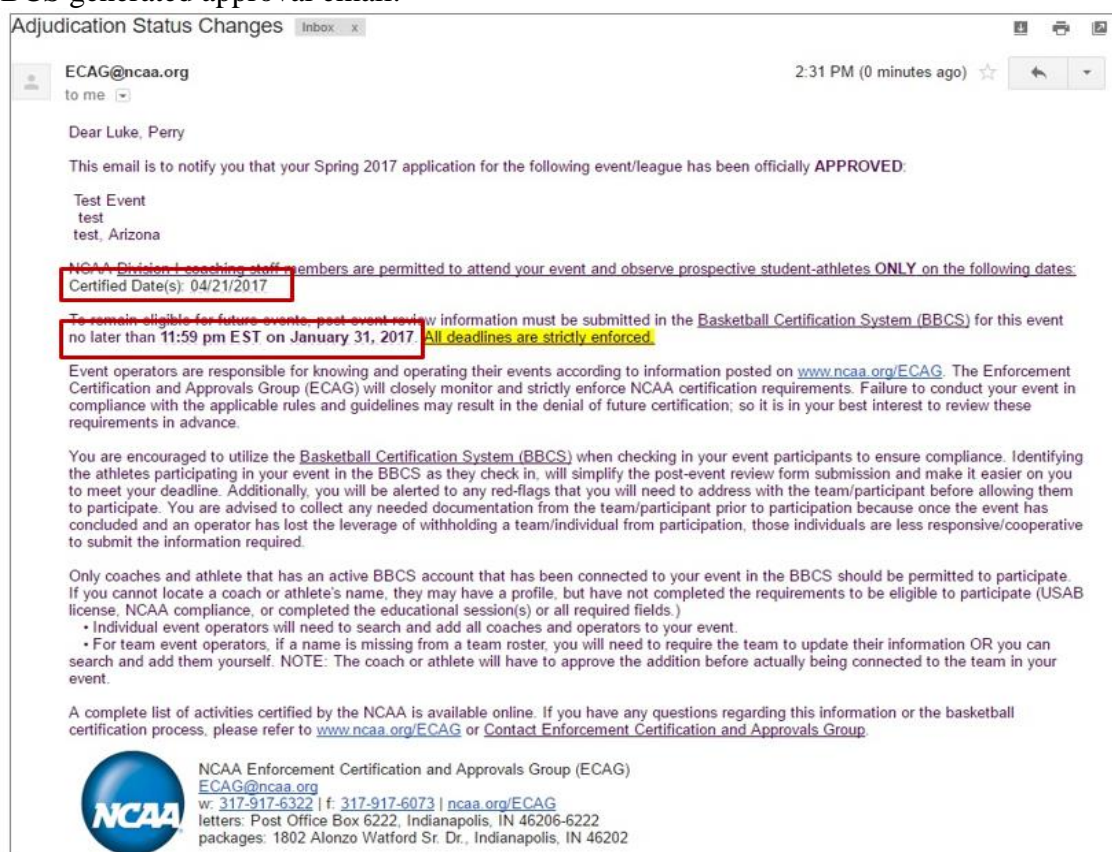 BBCS-generated approval email.
Adjudication Status Changes Inbox x
ECAG@ncaa.org 2:31 PM (0 minutes ago)
to me
Dear Luke, Perry
This email is to notify you that your Spring 2017 application for the following event/league has been officially APPROVED:
Test Event
test
test, Arizona
NCAA Division I coaching staff members are permitted to attend your event and observe prospective student-athletes ONLY on the following dates:
Certified Date(s): 04/21/2017
To remain eligible for future events, post-event review information must be submitted in the Basketball Certification System (BBCS) for this event
no later than 11:59 pm EST on January 31, 2017. All deadlines are strictly enforced.
Event operators are responsible for knowing and operating their events according to information posted on www.ncaa.org/ECAG. The Enforcement
Certification and Approvals Group (ECAG) will closely monitor and strictly enforce NCAA certification requirements. Failure to conduct your event in
compliance with the applicable rules and guidelines may result in the denial of future certification; so it is in your best interest to review these
requirements in advance.
You are encouraged to utilize the Basketball Certification System (BBCS) when checking in your event participants to ensure compliance. Identifying
the athletes participating in your event in the BBCS as they check in, will simplify the post-event review form submission and make it easier on you
to meet your deadline. Additionally, you will be alerted to any red-flags that you will need to address with the team/participant before allowing them
to participate. You are advised to collect any needed documentation from the team/participant prior to participation because once the event has
concluded and an operator has lost the leverage of withholding a team/individual from participation, those individuals are less responsive/cooperative
to submit the information required.
Only coaches and athlete that has an active BBCS account that has been connected to your event in the BBCS should be permitted to participate.
If you cannot locate a coach or athlete's name, they may have a profile, but have not completed the requirements to be eligible to participate (USAB
license, NCAA compliance, or completed the educational session(s) or all required fields.)
• Individual event operators will need to search and add all coaches and operators to your event.
• For team event operators, if a name is missing from a team roster, you will need to require the team to update their information OR you can
search and add them yourself. NOTE: The coach or athlete will have to approve the addition before actually being connected to the team in your
event.
A complete list of activities certified by the NCAA is available online. If you have any questions regarding this information or the basketball
certification process, please refer to www.ncaa.org/ECAG or Contact Enforcement Certification and Approvals Group.
NCAA
NCAA Enforcement Certification and Approvals Group (ECAG)
ECAG@ncaa.org
w: 317-917-6322 | f: 317-917-6073 | ncaa.org/ECAG
letters: Post Office Box 6222, Indianapolis, IN 46206-6222
packages: 1802 Alonzo Watford Sr. Dr., Indianapolis, IN 46202